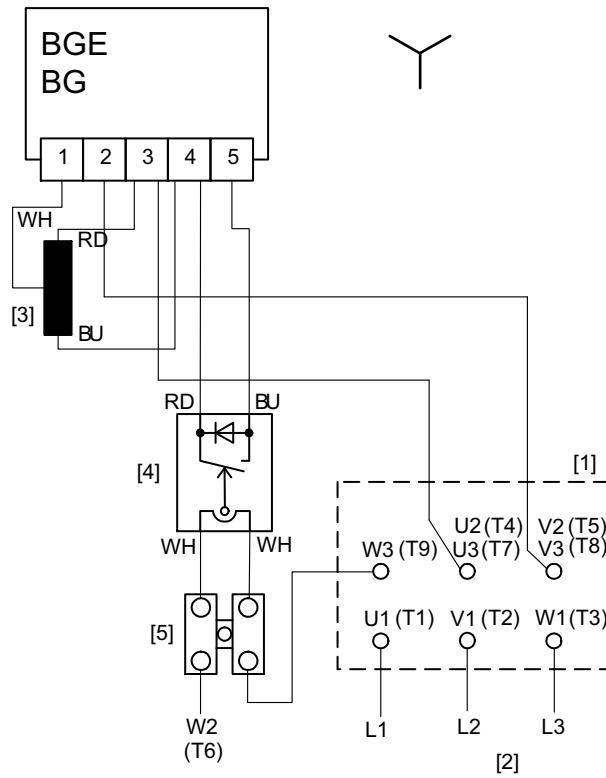 BGE
BG
1 2 3 4 5
WH
RD
[3]
BU
RD BU
[4]
[1]
WH WH
U2 (T4) V2 (T5)
W3 (T9) U3 (T7) V3 (T8)
U1 (T1) V1 (T2) W1 (T3)
[5]
W2
(T6)
L1 L2 L3
[2]